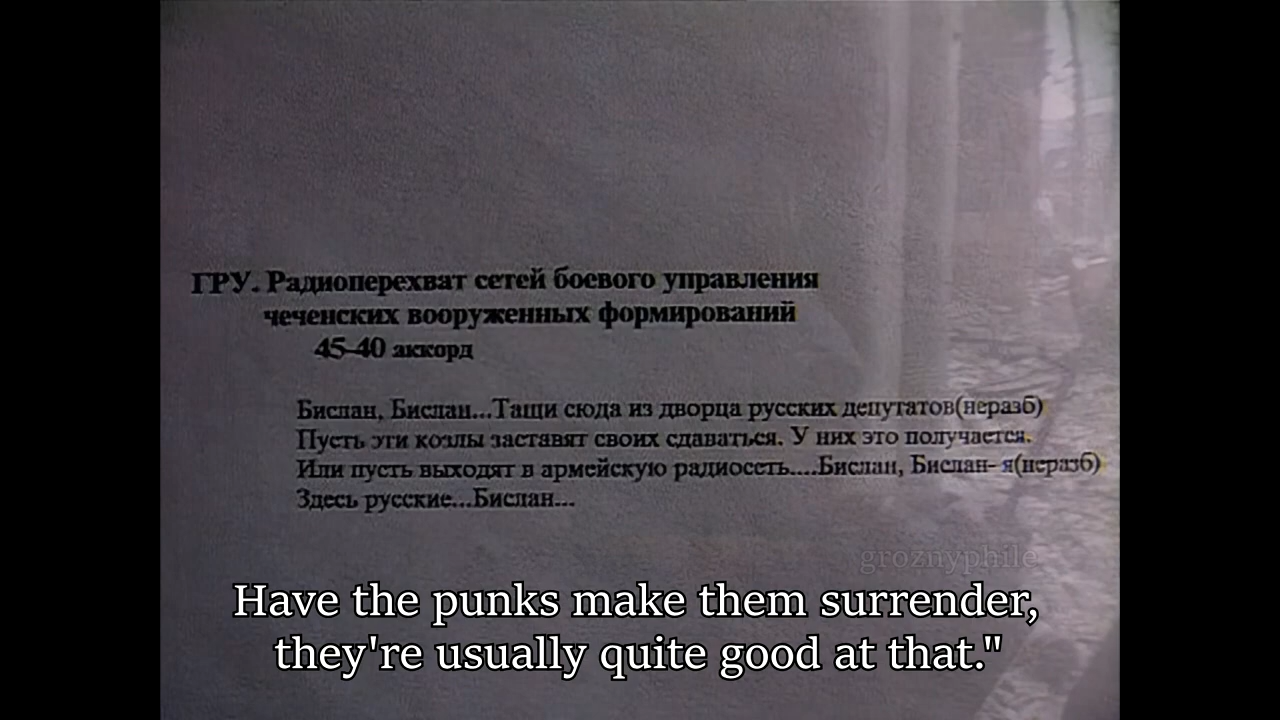 ГРУ. Радиоперехват сетей боевого управления
чеченских вооруженных формирований
45-40 аккорд
Бислан, Бислан...Тащи сюда из дворца русских депутатов(неразб)
Пусть эти козлы заставят своих сдаваться. У них это получается.
Или пусть выходят в армейскую радиосеть....Бислан, Бислан- я(неразб)
Здесь русские...Бислан...
groznyphile
Have the punks make them surrender,
they're usually quite good at that."